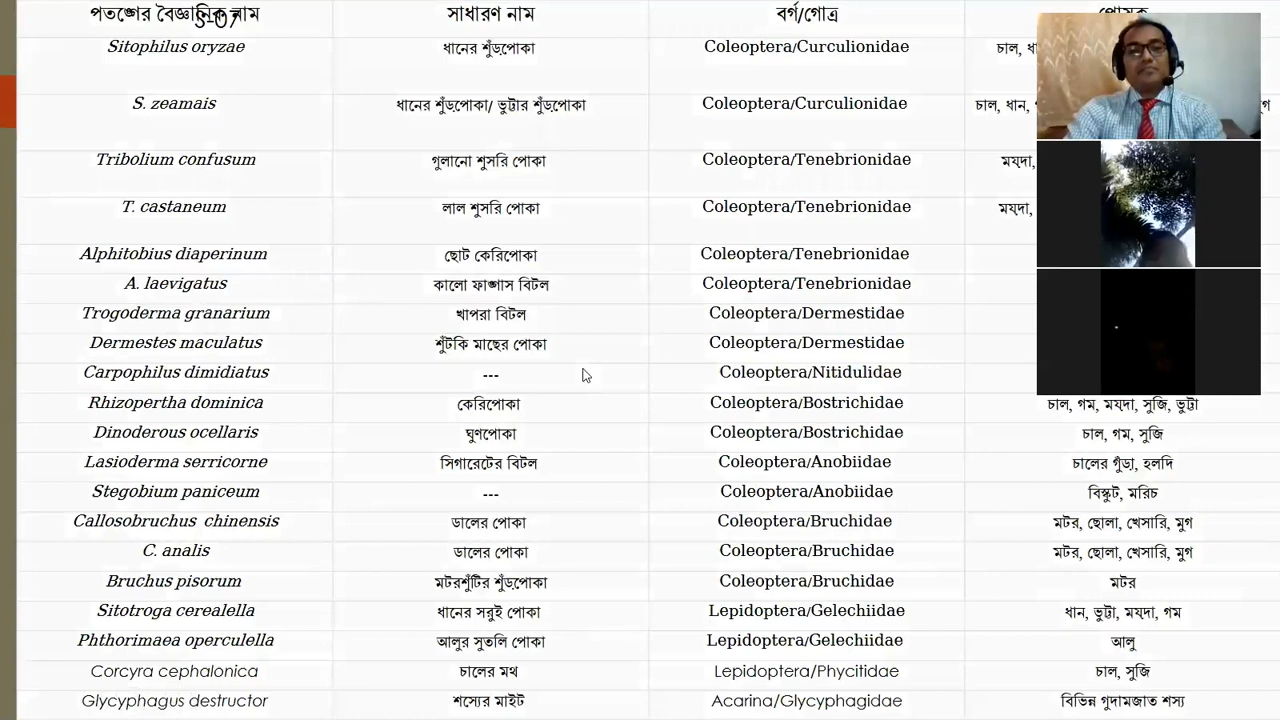 পতঙ্গের বৈজ্ঞানিক নাম সাধারণ নাম বর্গ/গোত্র পোষক
Sitophilus oryzae ধানের শুঁড়পোকা Coleoptera/Curculionidae চাল,
S. zeamais ধানের শুঁড়পোকা/ ভুট্টার শুঁড়পোকা Coleoptera/Curculionidae চাল, ধান,
Tribolium confusum গুলানো শুসরি পোকা Coleoptera/Tenebrionidae ময়দা,
T. castaneum লাল শুসরি পোকা Coleoptera/Tenebrionidae ময়দা,
Alphitobius diaperinum ছোট কেরিপোকা Coleoptera/Tenebrionidae
A. laevigatus কালো ফাঙ্গাস বিটল Coleoptera/Tenebrionidae
Trogoderma granarium খাপরা বিটল Coleoptera/Dermestidae
Dermestes maculatus শুঁটকি মাছের পোকা Coleoptera/Dermestidae
Carpophilus dimidiatus --- Coleoptera/Nitidulidae
Rhizopertha dominica কেরিপোকা Coleoptera/Bostrichidae চাল, গম, ময়দা, সুজি, ভুট্টা
Dinoderous ocellaris ঘুণপোকা Coleoptera/Bostrichidae চাল, গম, সুজি
Lasioderma serricorne সিগারেটের বিটল Coleoptera/Anobiidae চালের গুঁড়া, হলদি
Stegobium paniceum --- Coleoptera/Anobiidae বিস্কুট, মরিচ
Callosobruchus chinensis ডালের পোকা Coleoptera/Bruchidae মটর, ছোলা, খেসারি, মুগ
C. analis ডালের পোকা Coleoptera/Bruchidae মটর, ছোলা, খেসারি, মুগ
Bruchus pisorum মটরশুঁটির শুঁড়পোকা Coleoptera/Bruchidae মটর
Sitotroga cerealella ধানের সরুই পোকা Lepidoptera/Gelechiidae ধান, ভুট্টা, ময়দা, গম
Phthorimaea operculella আলুর সুতলি পোকা Lepidoptera/Gelechiidae আলু
Corcyra cephalonica চালের মথ Lepidoptera/Phycitidae চাল, সুজি
Glycyphagus destructor শস্যের মাইট Acarina/Glycyphagidae বিভিন্ন গুদামজাত শস্য